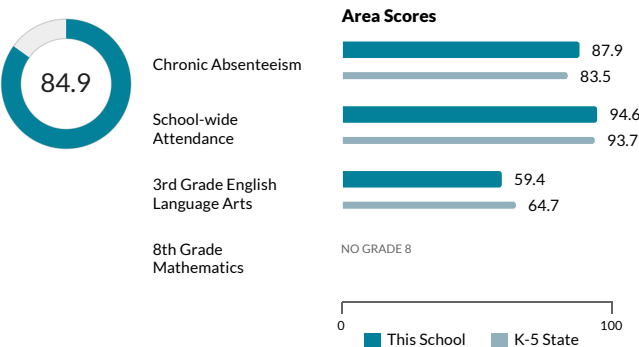 Area Scores
84.9
Chronic Absenteeism
87.9
83.5
School-wide
Attendance
94.6
93.7
3rd Grade English
Language Arts
59.4
64.7
8th Grade
Mathematics
NO GRADE 8
0
100
This School
K-5 State